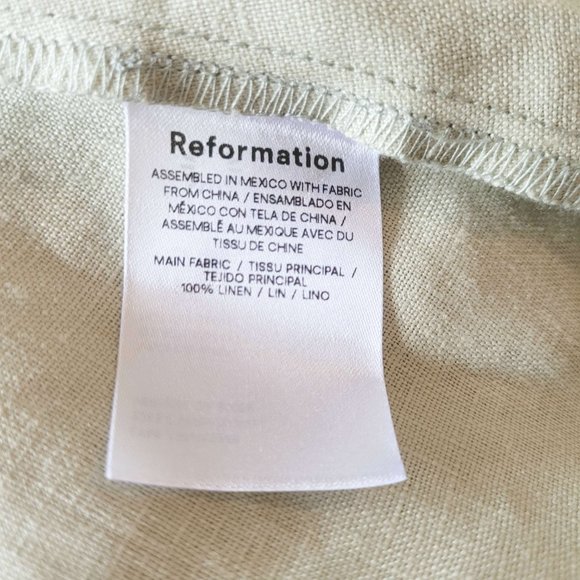 Reformation
ASSEMBLED IN MEXICO WITH FABRIC
FROM CHINA / ENSAMBLADO EN
MÉXICO CON TELA DE CHINA /
ASSEMBLÉ AU MEXIQUE AVEC DU
TISSU DE CHINE
MAIN FABRIC / TISSU PRINCIPAL /
TEJIDO PRINCIPAL
100% LINEN / LIN / LINO